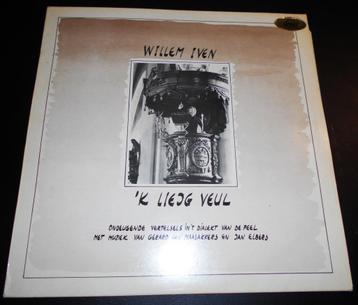 WILLEM IVEN
'K LIEJG VEUL
ONDEUGENDE VERTELSELS IN'T DIALEKT VAN DE PEEL
MET MUZIEK VAN GERARD VAN MAASAKKERS EN JAN ELBERS